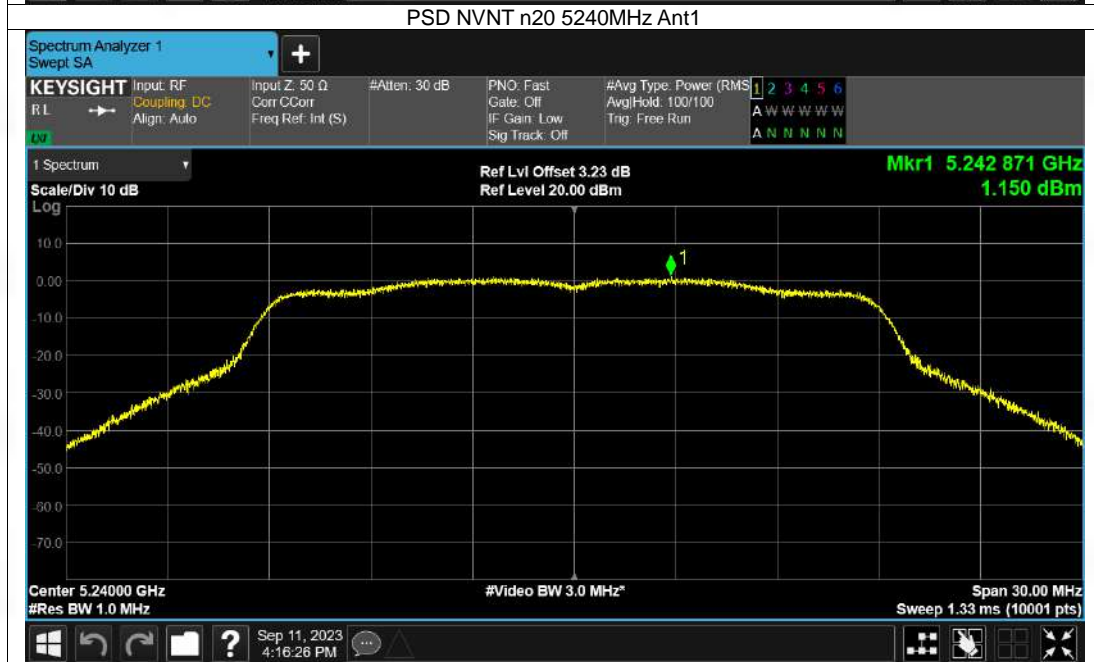 PSD NVNT n20 5240MHz Ant1
Spectrum Analyzer 1
Swept SA
+
KEYSIGHT
R L
LXI
Input: RF
Coupling: DC
Align: Auto
Input Z: 50 Ω
Corr CCorr
Freq Ref: Int (S)
#Atten: 30 dB
PNO: Fast
Gate: Off
IF Gain: Low
Sig Track: Off
#Avg Type: Power (RMS
Avg|Hold: 100/100
Trig: Free Run
1 2 3 4 5 6
A W W W W W
A N N N N N
1 Spectrum
Scale/Div 10 dB
Ref Lvl Offset 3.23 dB
Ref Level 20.00 dBm
Mkr1 5.242 871 GHz
1.150 dBm
Log
10.0
0.00
-10.0
-20.0
-30.0
-40.0
-50.0
-60.0
-70.0
1
Center 5.24000 GHz
#Res BW 1.0 MHz
#Video BW 3.0 MHz*
Span 30.00 MHz
Sweep 1.33 ms (10001 pts)
?
Sep 11, 2023
4:16:26 PM